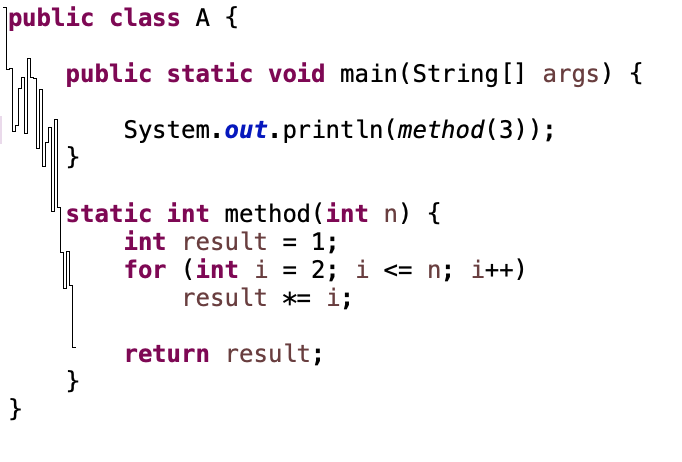 public class A {
public static void main(String[] args) {
System.out.println(method(3));
}
static int method(int n) {
int result = 1;
for (int i = 2; i <= n; i++)
result *= i;
return result;
}
}